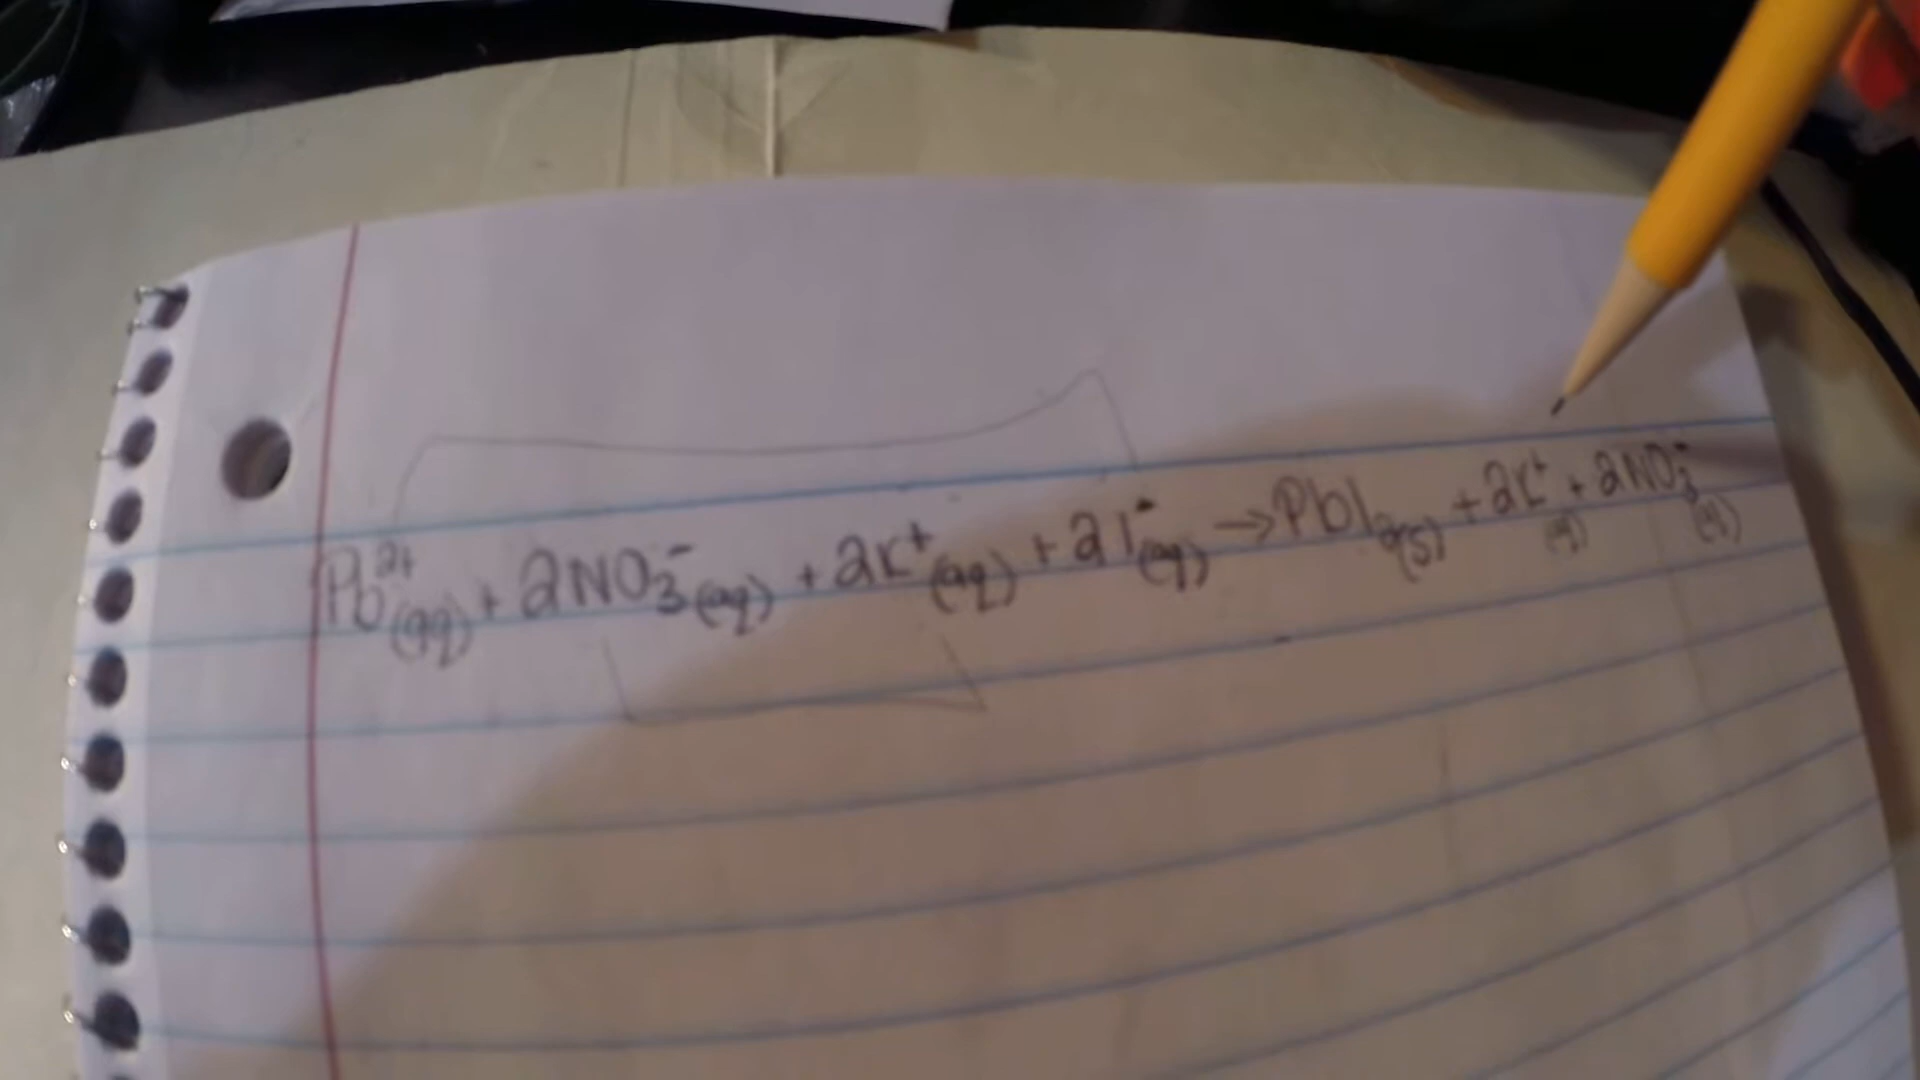 Pb²⁺(aq) + 2NO₃⁻(aq) + 2K⁺(aq) + 2I⁻(aq) → PbI₂(s) + 2K⁺(aq) + 2NO₃⁻(aq)